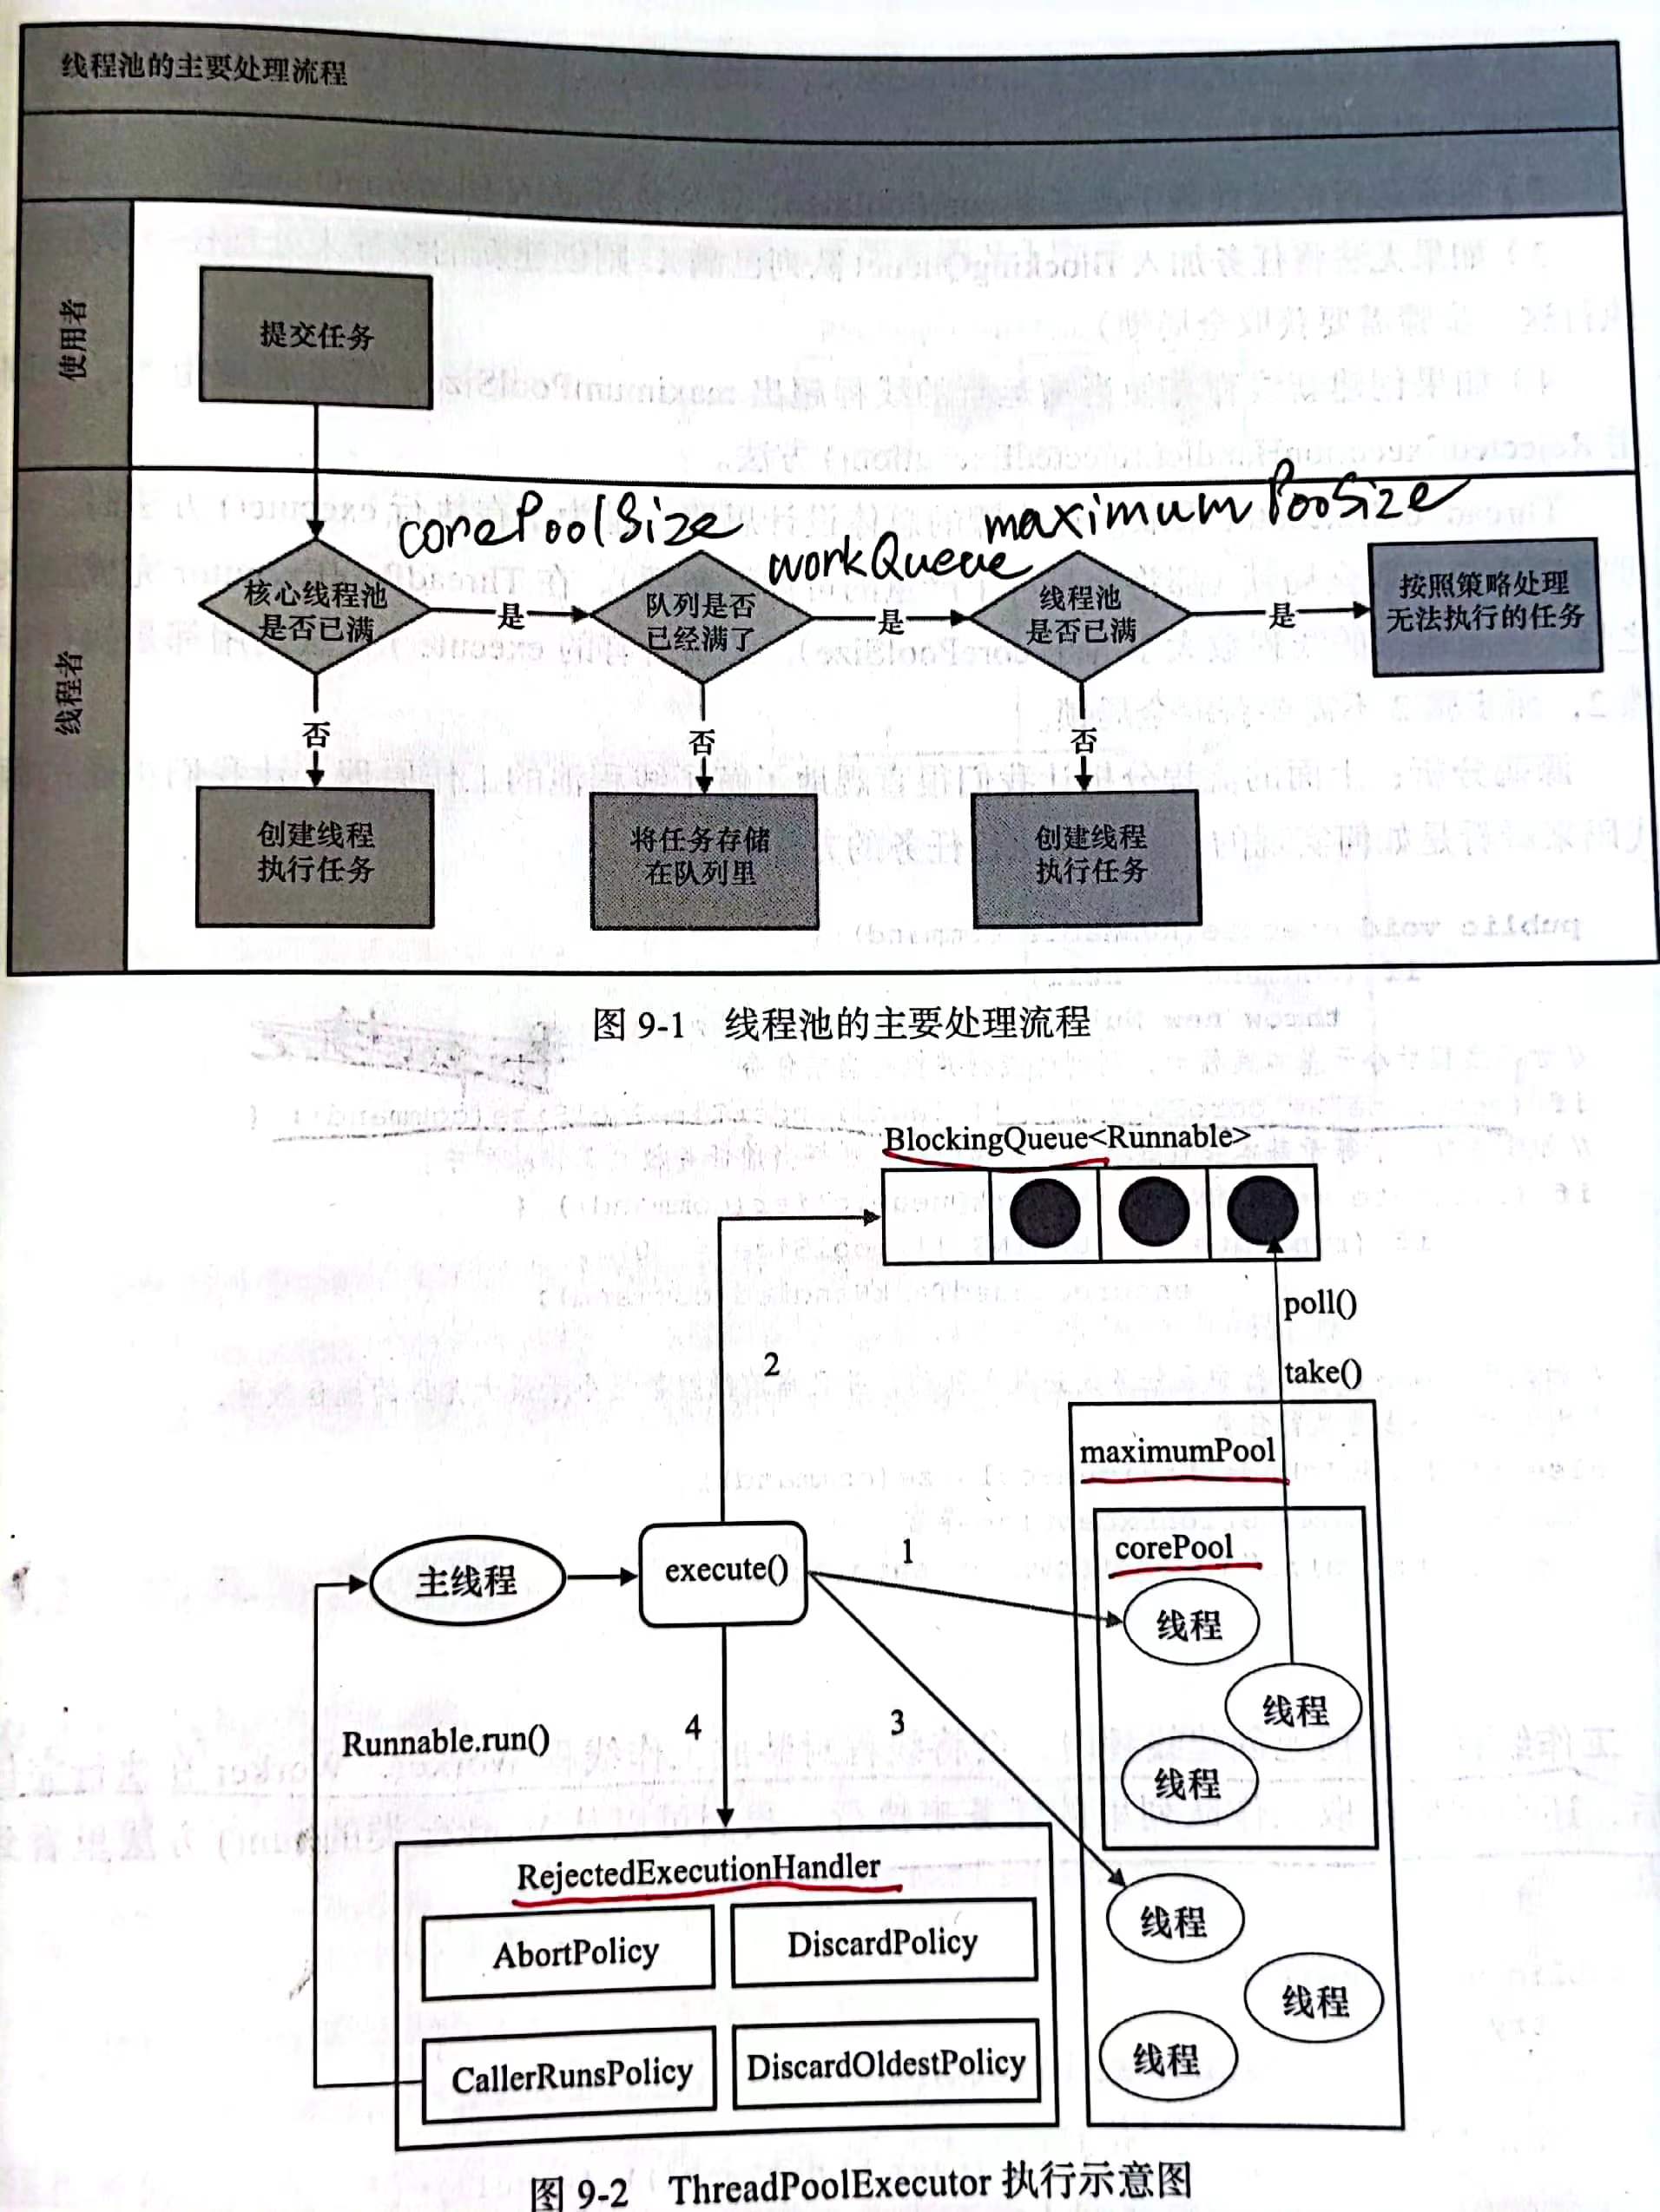 线程池的主要处理流程
使用者
提交任务
线程者
corePoolSize
workQueue
maximumPooSize
核心线程池
是否已满
是
队列是否
已经满了
是
线程池
是否已满
是
按照策略处理
无法执行的任务
否
否
否
创建线程
执行任务
将任务存储
在队列里
创建线程
执行任务
图 9-1 线程池的主要处理流程
BlockingQueue<Runnable>
poll()
take()
2
maximumPool
corePool
主线程
execute()
1
线程
线程
线程
Runnable.run()
4
3
RejectedExecutionHandler
AbortPolicy
DiscardPolicy
CallerRunsPolicy
DiscardOldestPolicy
线程
线程
线程
图 9-2 ThreadPoolExecutor 执行示意图